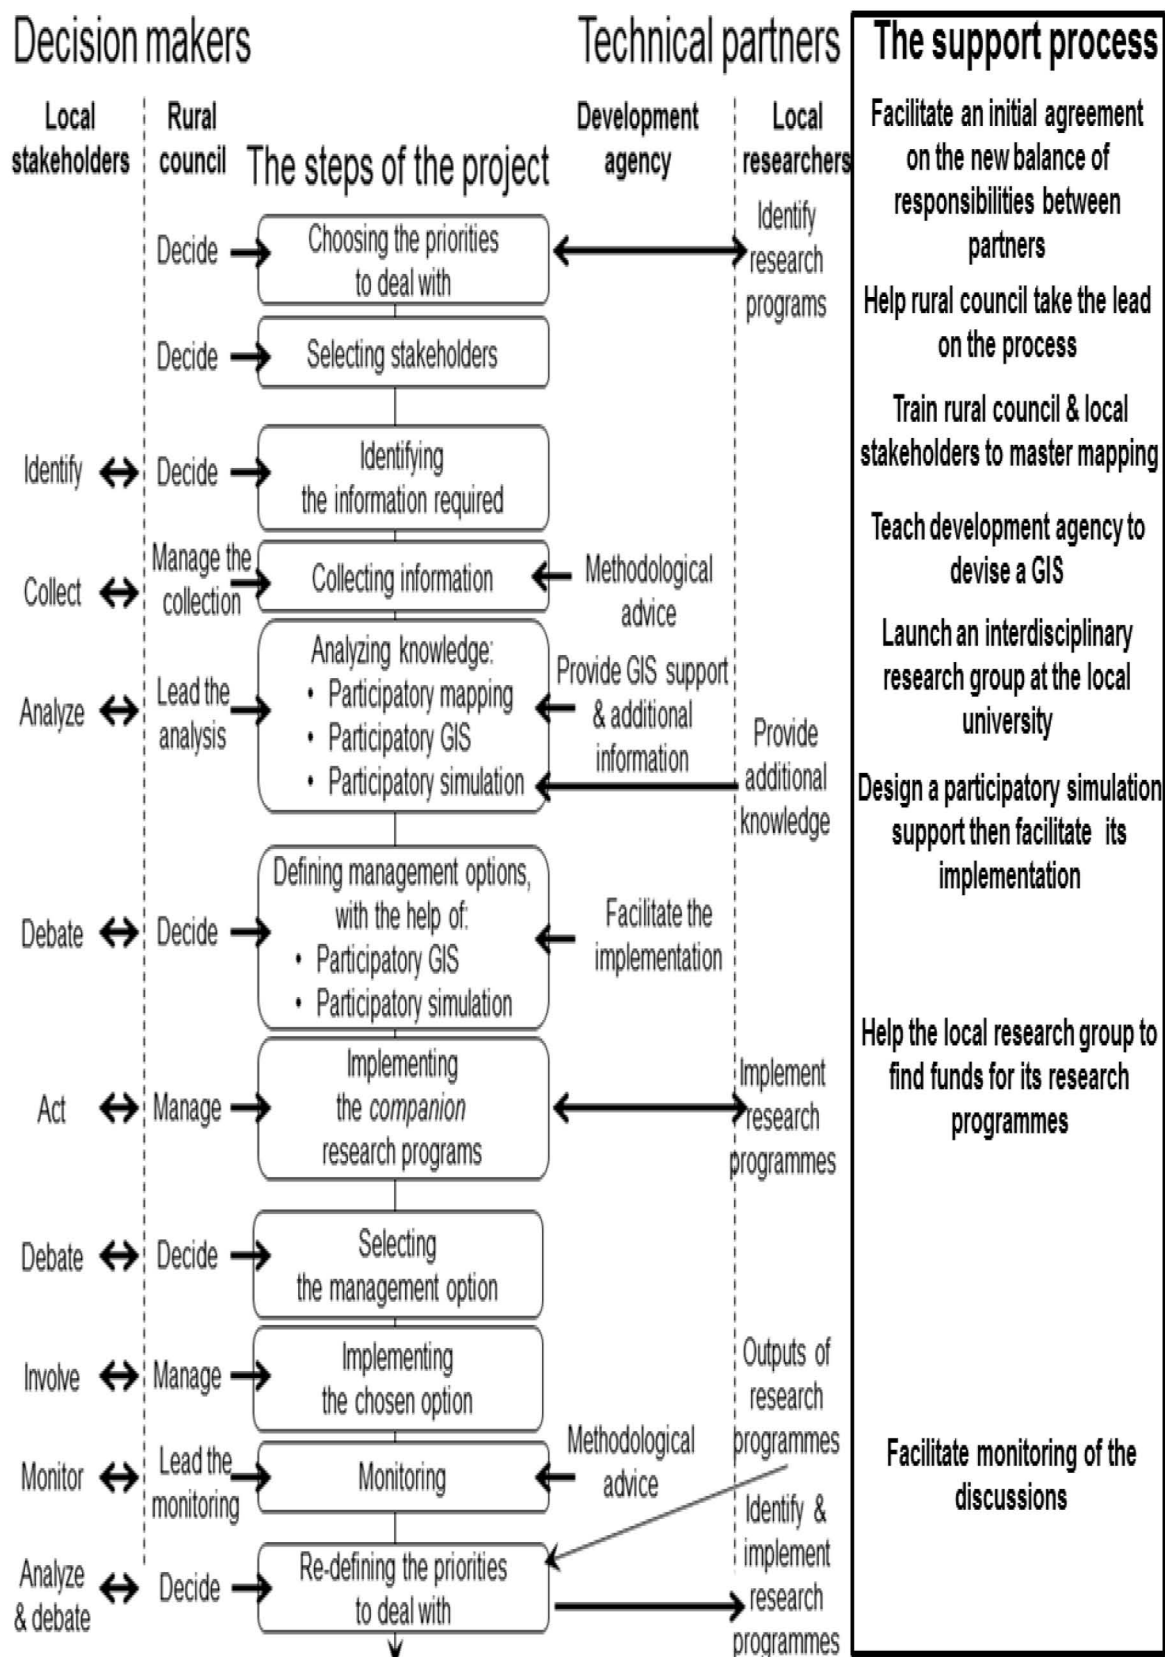 Decision makers
Technical partners
The support process
Local
stakeholders
Rural
council
The steps of the project
Development
agency
Local
researchers
Facilitate an initial agreement
on the new balance of
responsibilities between
partners
Decide
Choosing the priorities
to deal with
Identify
research
programs
Help rural council take the lead
on the process
Decide
Selecting stakeholders
Train rural council & local
stakeholders to master mapping
Identify
Decide
Identifying
the information required
Teach development agency to
devise a GIS
Collect
Manage the
collection
Collecting information
Methodological
advice
Launch an interdisciplinary
research group at the local
university
Analyze
Lead the
analysis
Analyzing knowledge:
• Participatory mapping
• Participatory GIS
• Participatory simulation
Provide GIS support
& additional
information
Provide
additional
knowledge
Design a participatory simulation
support then facilitate its
implementation
Debate
Decide
Defining management options,
with the help of:
• Participatory GIS
• Participatory simulation
Facilitate the
implementation
Help the local research group to
find funds for its research
programmes
Act
Manage
Implementing
the companion
research programs
Implement
research
programmes
Debate
Decide
Selecting
the management option
Involve
Manage
Implementing
the chosen option
Outputs of
research
programmes
Monitor
Lead the
monitoring
Monitoring
Methodological
advice
Facilitate monitoring of the
discussions
Analyze
& debate
Decide
Re-defining the priorities
to deal with
Identify &
implement
research
programmes